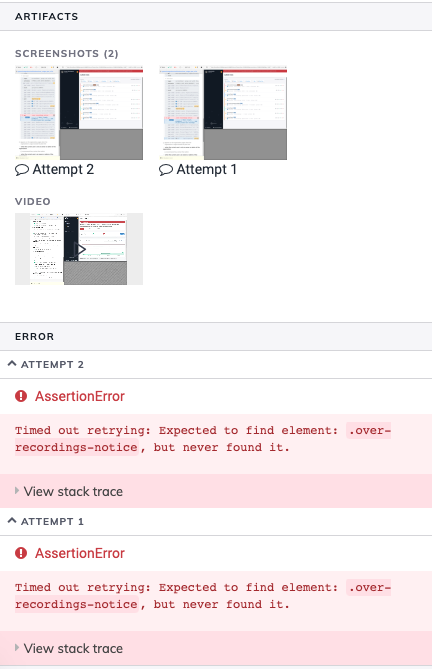 ARTIFACTS
SCREENSHOTS (2)
Attempt 2 Attempt 1
VIDEO
ERROR
ATTEMPT 2
AssertionError
Timed out retrying: Expected to find element: .over-
recordings-notice, but never found it.
View stack trace
ATTEMPT 1
AssertionError
Timed out retrying: Expected to find element: .over-
recordings-notice, but never found it.
View stack trace